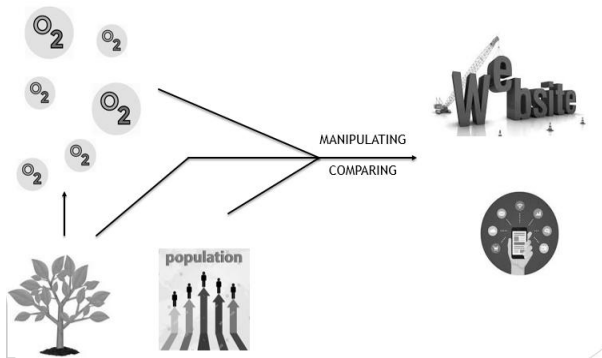 O2
O2
O2
O2
O2
O2
MANIPULATING
COMPARING
Website
population